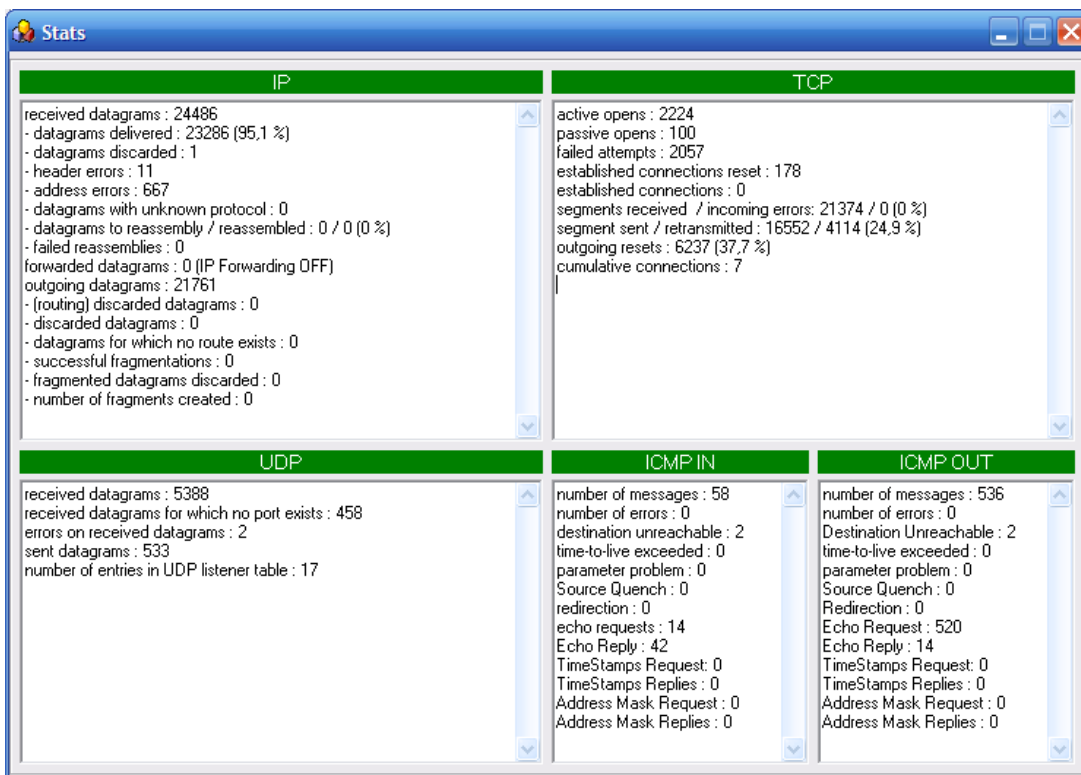 Stats
IP
received datagrams : 24486
- datagrams delivered : 23286 (95,1 %)
- datagrams discarded : 1
- header errors : 11
- address errors : 667
- datagrams with unknown protocol : 0
- datagrams to reassembly / reassembled : 0 / 0 (0 %)
- failed reassemblies : 0
forwarded datagrams : 0 (IP Forwarding OFF)
outgoing datagrams : 21761
- (routing) discarded datagrams : 0
- discarded datagrams : 0
- datagrams for which no route exists : 0
- successful fragmentations : 0
- fragmented datagrams discarded : 0
- number of fragments created : 0
TCP
active opens : 2224
passive opens : 100
failed attempts : 2057
established connections reset : 178
established connections : 0
segments received  / incoming errors: 21374 / 0 (0 %)
segment sent / retransmitted : 16552 / 4114 (24,9 %)
outgoing resets : 6237 (37,7 %)
cumulative connections : 7
UDP
received datagrams : 5388
received datagrams for which no port exists : 458
errors on received datagrams : 2
sent datagrams : 533
number of entries in UDP listener table : 17
ICMP IN
number of messages : 58
number of errors : 0
destination unreachable : 2
time-to-live exceeded : 0
parameter problem : 0
Source Quench : 0
redirection : 0
echo requests : 14
Echo Reply : 42
TimeStamps Request: 0
TimeStamps Replies : 0
Address Mask Request : 0
Address Mask Replies : 0
ICMP OUT
number of messages : 536
number of errors : 0
Destination Unreachable : 2
time-to-live exceeded : 0
parameter problem : 0
Source Quench : 0
Redirection : 0
Echo Request : 520
Echo Reply : 14
TimeStamps Request: 0
TimeStamps Replies : 0
Address Mask Request : 0
Address Mask Replies : 0